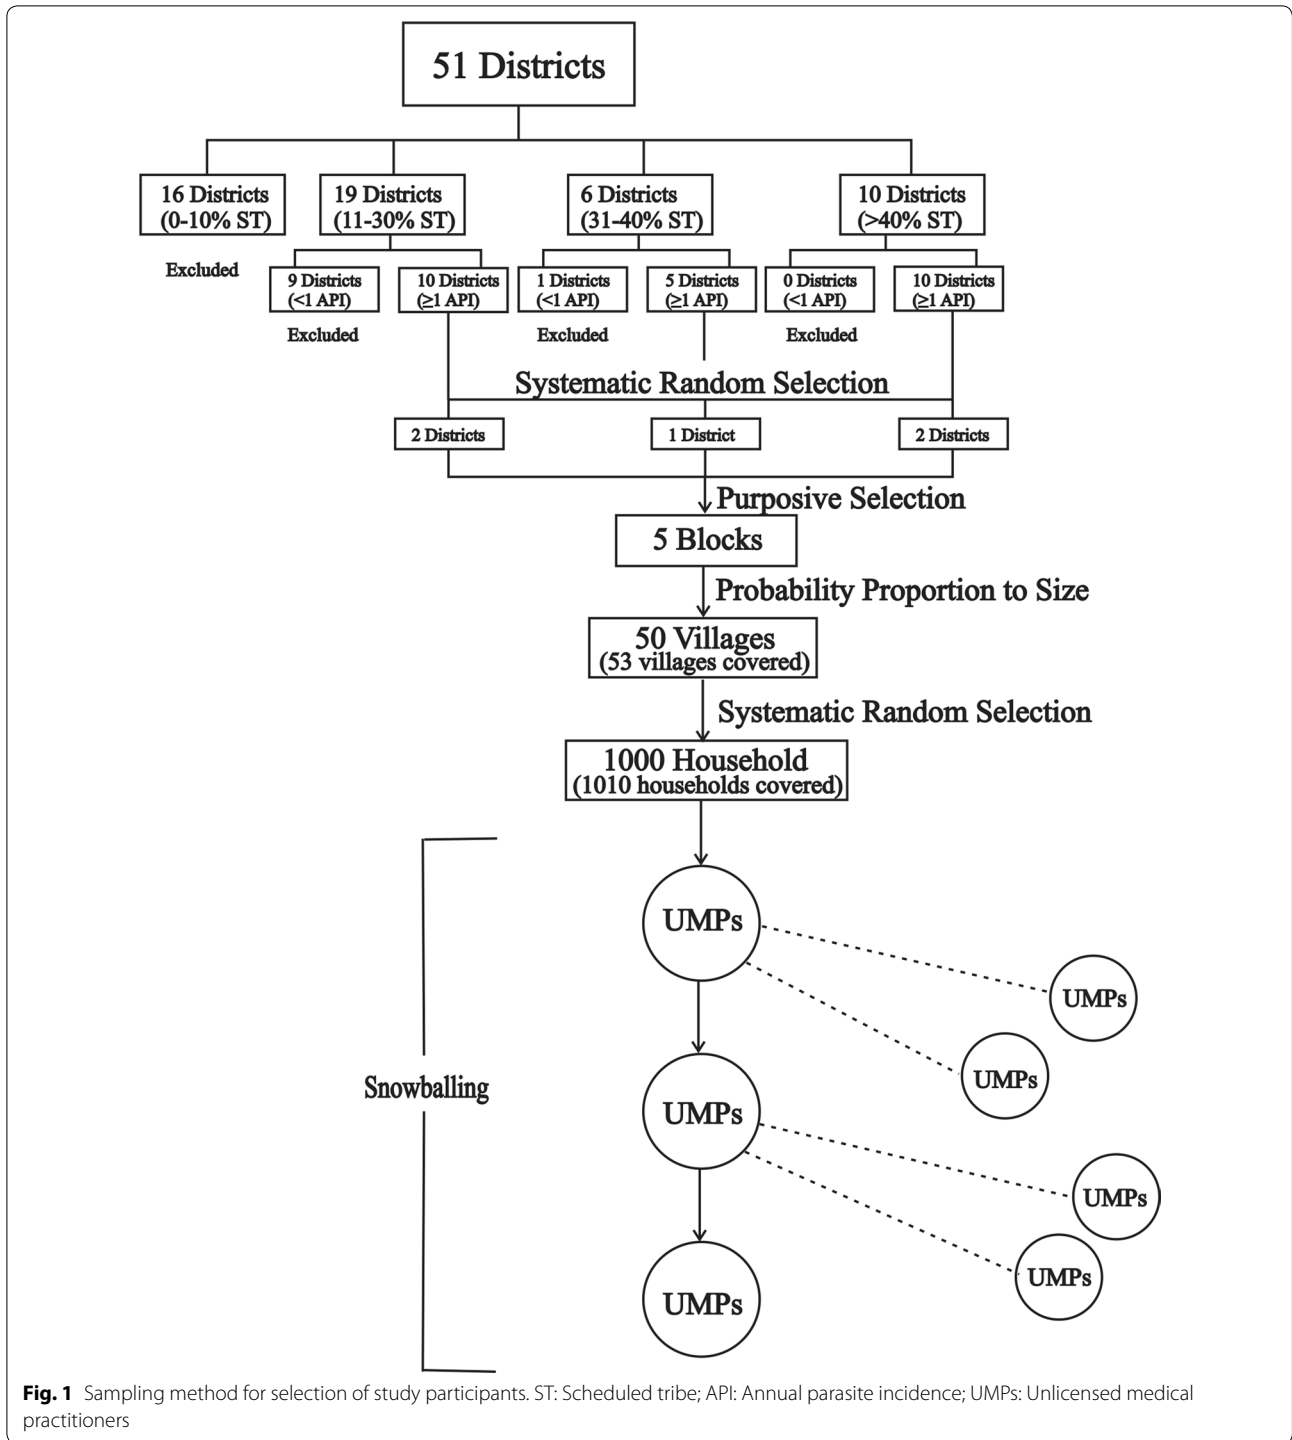 51 Districts
16 Districts
(0-10% ST)
19 Districts
(11-30% ST)
6 Districts
(31-40% ST)
10 Districts
(>40% ST)
Excluded
9 Districts
(<1 API)
10 Districts
(≥1 API)
1 Districts
(<1 API)
5 Districts
(≥1 API)
0 Districts
(<1 API)
10 Districts
(≥1 API)
Excluded
Excluded
Excluded
Systematic Random Selection
2 Districts
1 District
2 Districts
Purposive Selection
5 Blocks
Probability Proportion to Size
50 Villages
(53 villages covered)
Systematic Random Selection
1000 Household
(1010 households covered)
UMPs
UMPs
UMPs
Snowballing
UMPs
UMPs
UMPs
UMPs
Fig. 1 Sampling method for selection of study participants. ST: Scheduled tribe; API: Annual parasite incidence; UMPs: Unlicensed medical
practitioners